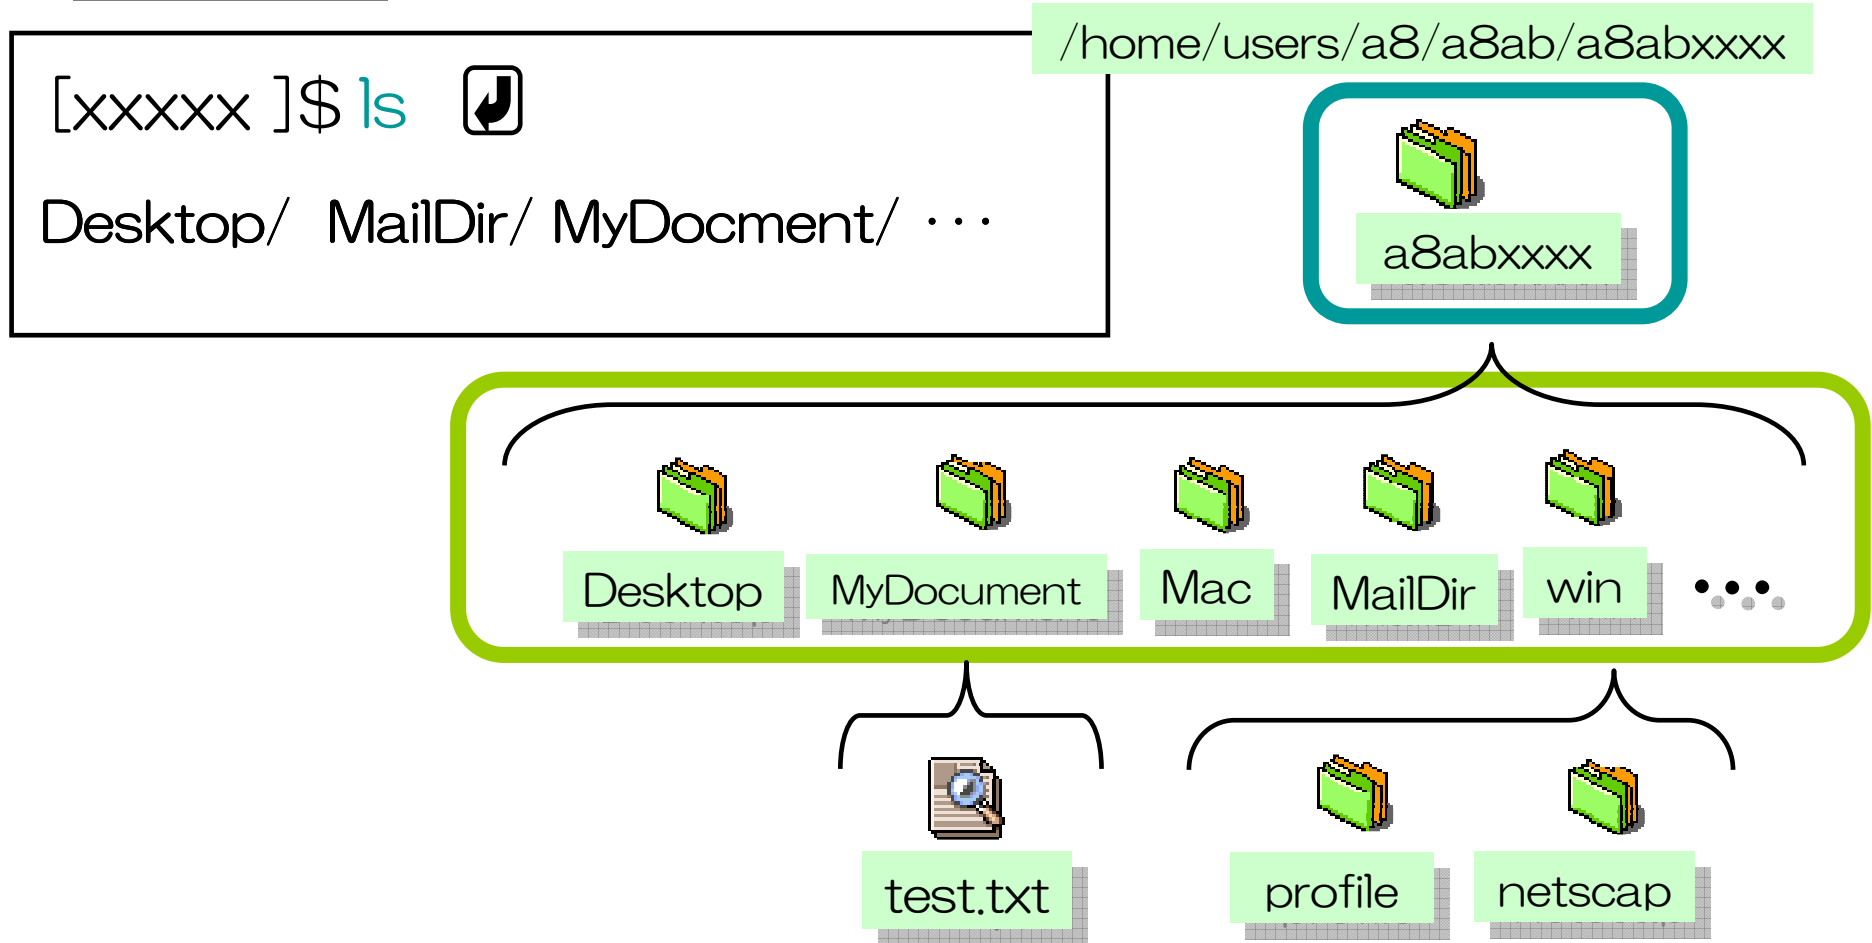 /home/users/a8/a8ab/a8abxxxx
[xxxxx ]$ ls
Desktop/ MailDir/ MyDocment/ ・・・
a8abxxxx
Desktop MyDocument Mac MailDir win ••••
test.txt profile netscap